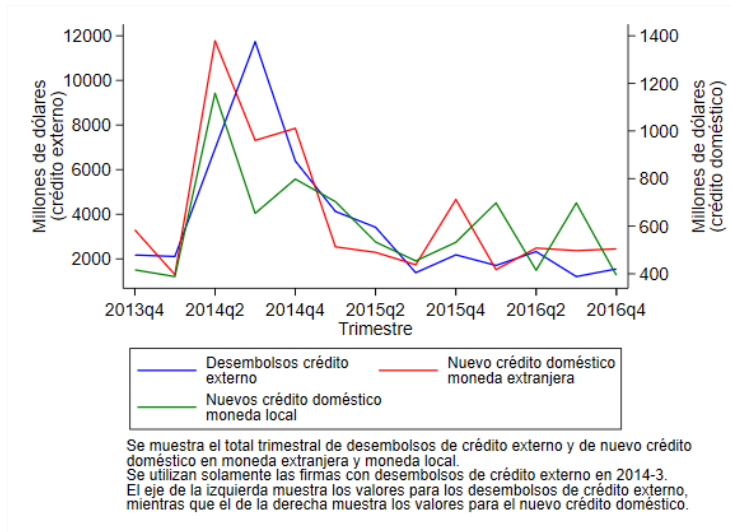 12000
10000
8000
6000
4000
2000
Millones de dólares
(crédito externo)
1400
1200
1000
800
600
400
Millones de dólares
(crédito doméstico)
2013q4 2014q2 2014q4 2015q2 2015q4 2016q2 2016q4
Trimestre
Desembolsos crédito
externo
Nuevo crédito doméstico
moneda extranjera
Nuevos crédito doméstico
moneda local
Se muestra el total trimestral de desembolsos de crédito externo y de nuevo crédito
doméstico en moneda extranjera y moneda local.
Se utilizan solamente las firmas con desembolsos de crédito externo en 2014-3.
El eje de la izquierda muestra los valores para los desembolsos de crédito externo,
mientras que el de la derecha muestra los valores para el nuevo crédito doméstico.